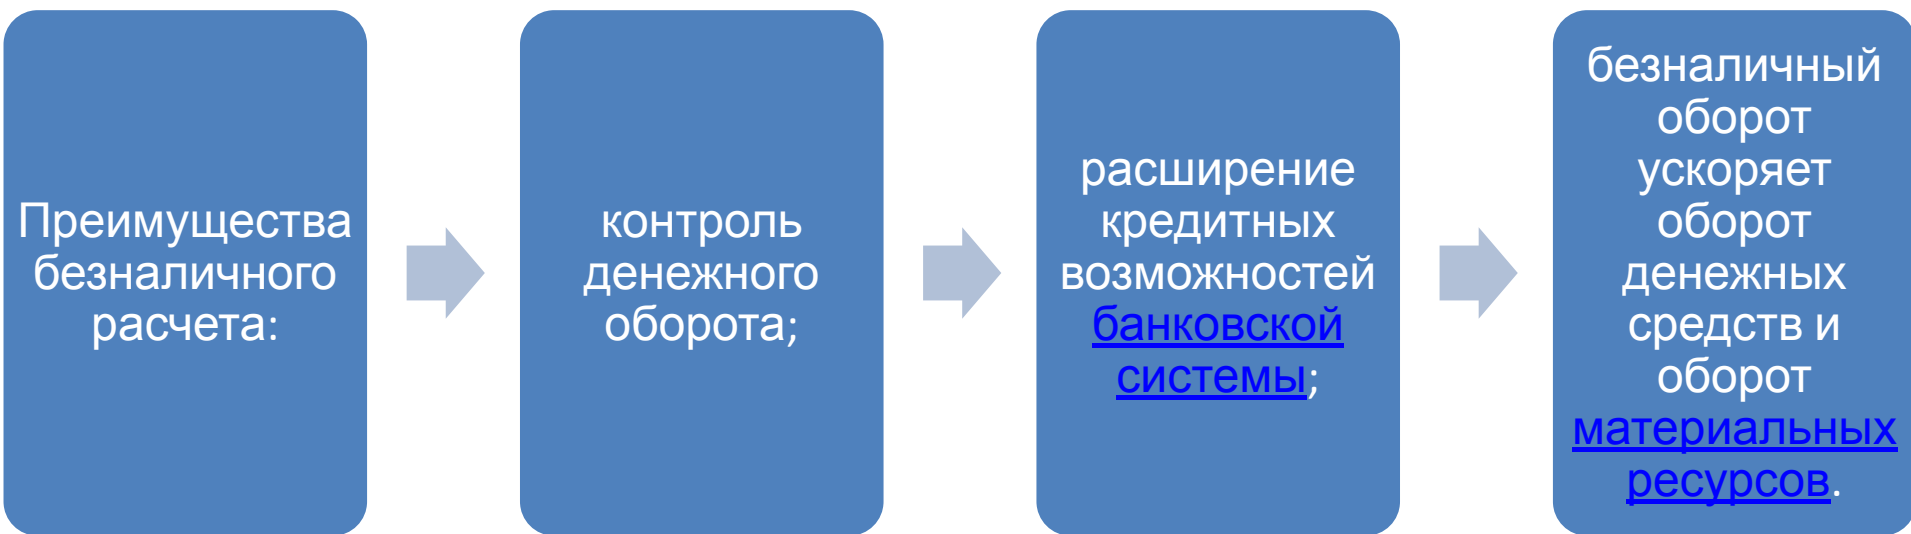 Преимущества
безналичного
расчета:
контроль
денежного
оборота;
расширение
кредитных
возможностей
банковской
системы;
безналичный
оборот
ускоряет
оборот
денежных
средств и
оборот
материальных
ресурсов.